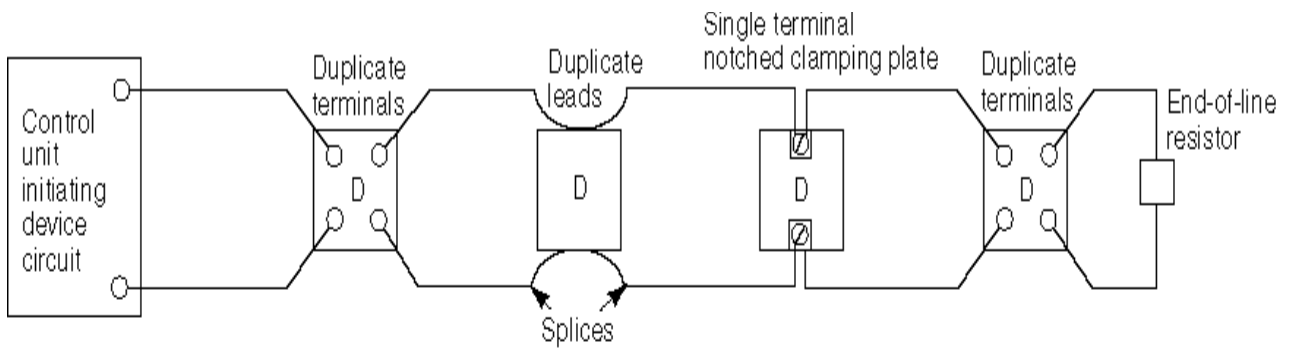 Single terminal
notched clamping plate
Duplicate
terminals
Duplicate
leads
Duplicate
terminals
End-of-line
resistor
Control
unit
initiating
device
circuit
D
D
D
D
Splices